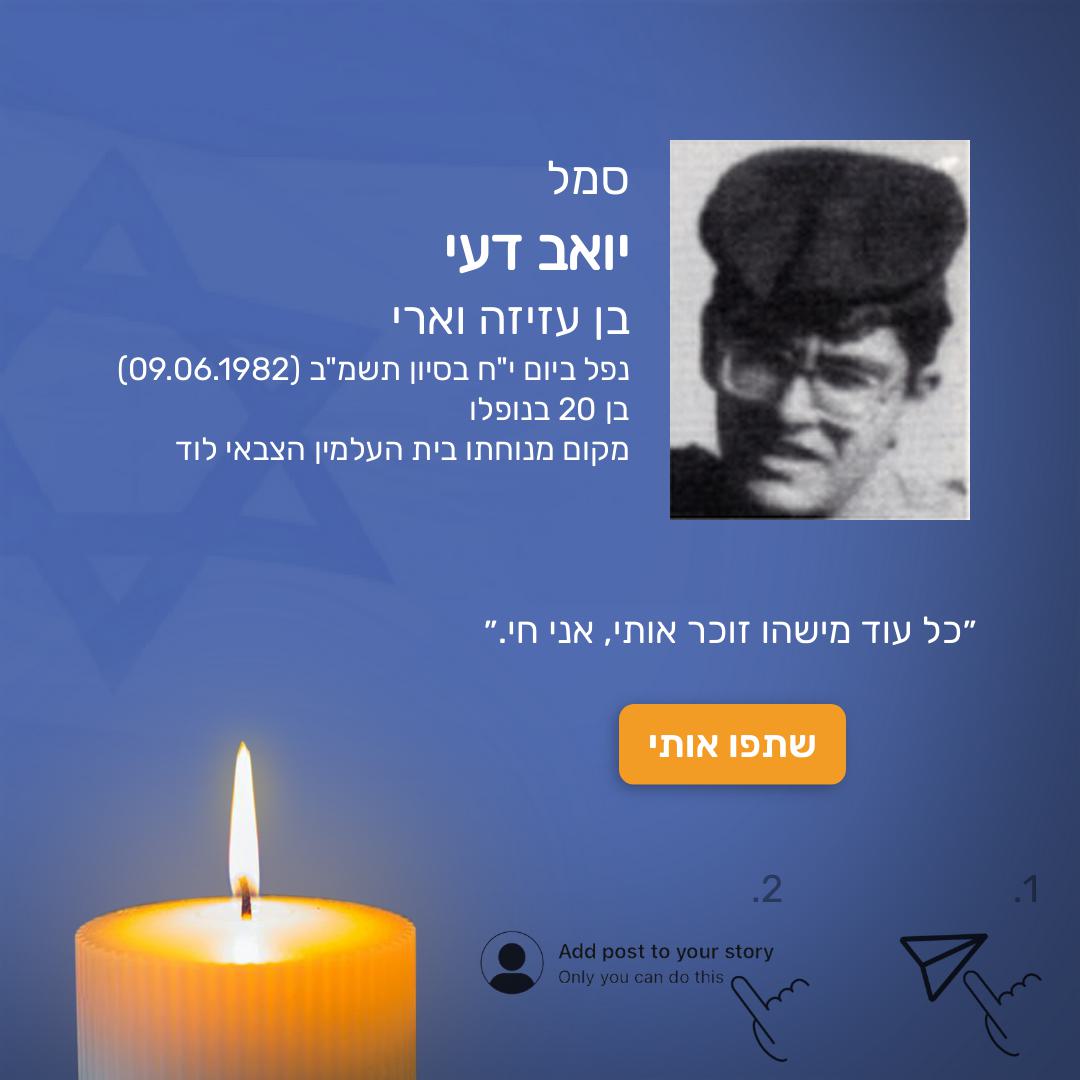 סמל
יואב דעי
בן עזיזה וארי
נפל ביום י"ח בסיון תשמ"ב (09.06.1982)
בן 20 בנופלו
מקום מנוחתו בית העלמין הצבאי לוד
״כל עוד מישהו זוכר אותי, אני חי.״
שתפו אותי
.1
.2
Add post to your story
Only you can do this